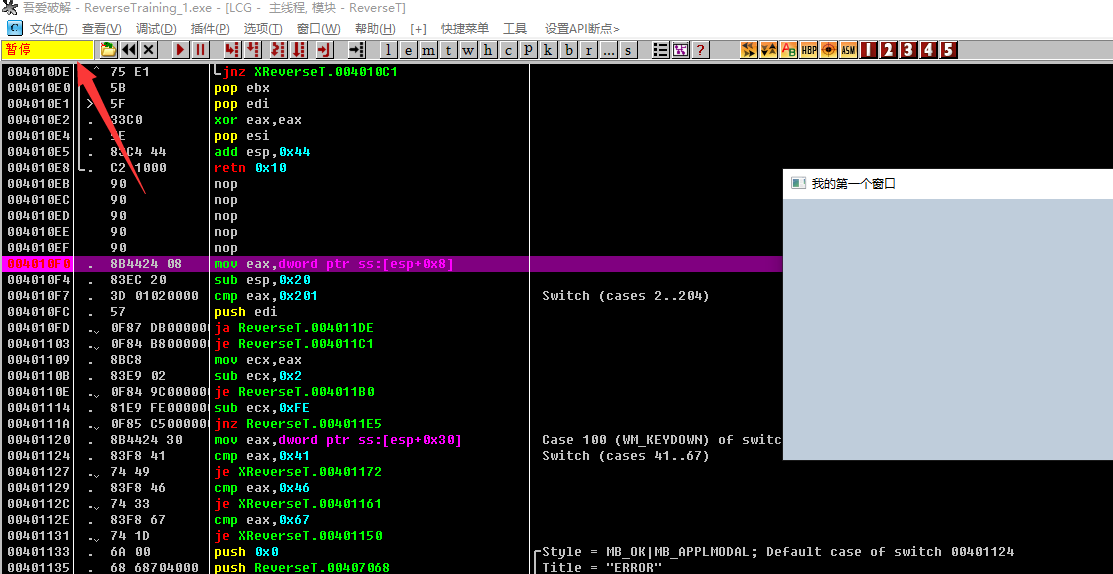 吾爱破解 - ReverseTraining_1.exe - [LCG - 主线程, 模块 - ReverseT]
C 文件(F) 查看(V) 调试(D) 插件(P) 选项(T) 窗口(W) 帮助(H) [+] 快捷菜单 工具 设置API断点>
暂停 l e m t w h c p k b r ... s ? HBP ASM 1 2 3 4 5
004010DE ^ 75 E1 jnz XReverseT.004010C1
004010E0 . 5B pop ebx
004010E1 > 5F pop edi
004010E2 . 33C0 xor eax,eax
004010E4 . 5E pop esi
004010E5 . 83C4 44 add esp,0x44
004010E8 . C2 1000 retn 0x10
004010EB 90 nop
004010EC 90 nop
004010ED 90 nop
004010EE 90 nop
004010EF 90 nop
004010F0 . 8B4424 08 mov eax,dword ptr ss:[esp+0x8]
004010F4 . 83EC 20 sub esp,0x20
004010F7 . 3D 01020000 cmp eax,0x201 Switch (cases 2..204)
004010FC . 57 push edi
004010FD . 0F87 DB000000 ja ReverseT.004011DE
00401103 . 0F84 B8000000 je ReverseT.004011C1
00401109 . 8BC8 mov ecx,eax
0040110B . 83E9 02 sub ecx,0x2
0040110E . 0F84 9C000000 je ReverseT.004011B0
00401114 . 81E9 FE000000 sub ecx,0xFE
0040111A . 0F85 C5000000 jnz ReverseT.004011E5
00401120 . 8B4424 30 mov eax,dword ptr ss:[esp+0x30] Case 100 (WM_KEYDOWN) of switc
00401124 . 83F8 41 cmp eax,0x41 Switch (cases 41..67)
00401127 . 74 49 je XReverseT.00401172
00401129 . 83F8 46 cmp eax,0x46
0040112C . 74 33 je XReverseT.00401161
0040112E . 83F8 67 cmp eax,0x67
00401131 . 74 1D je XReverseT.00401150
00401133 . 6A 00 push 0x0 Style = MB_OK|MB_APPLMODAL; Default case of switch 00401124
00401135 . 68 68704000 push ReverseT.00407068 Title = "ERROR"
我的第一个窗口